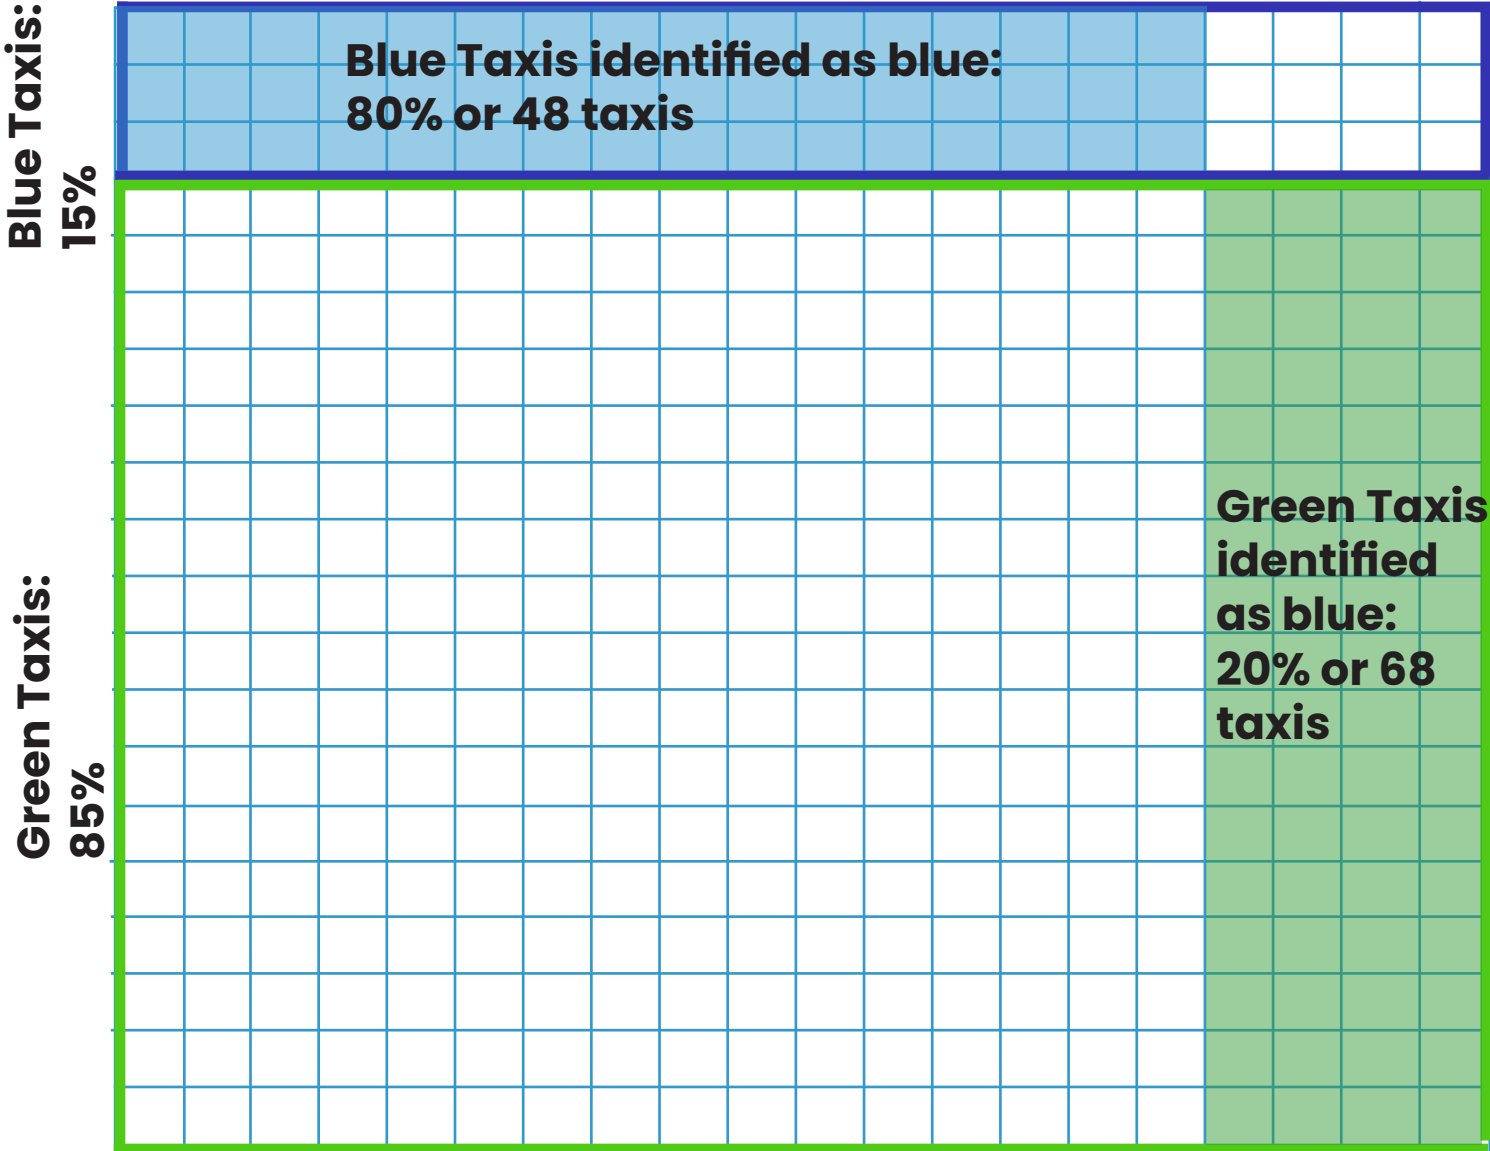 Blue Taxis:
15%
Blue Taxis identified as blue:
80% or 48 taxis
Green Taxis:
85%
Green Taxis
identified
as blue:
20% or 68
taxis